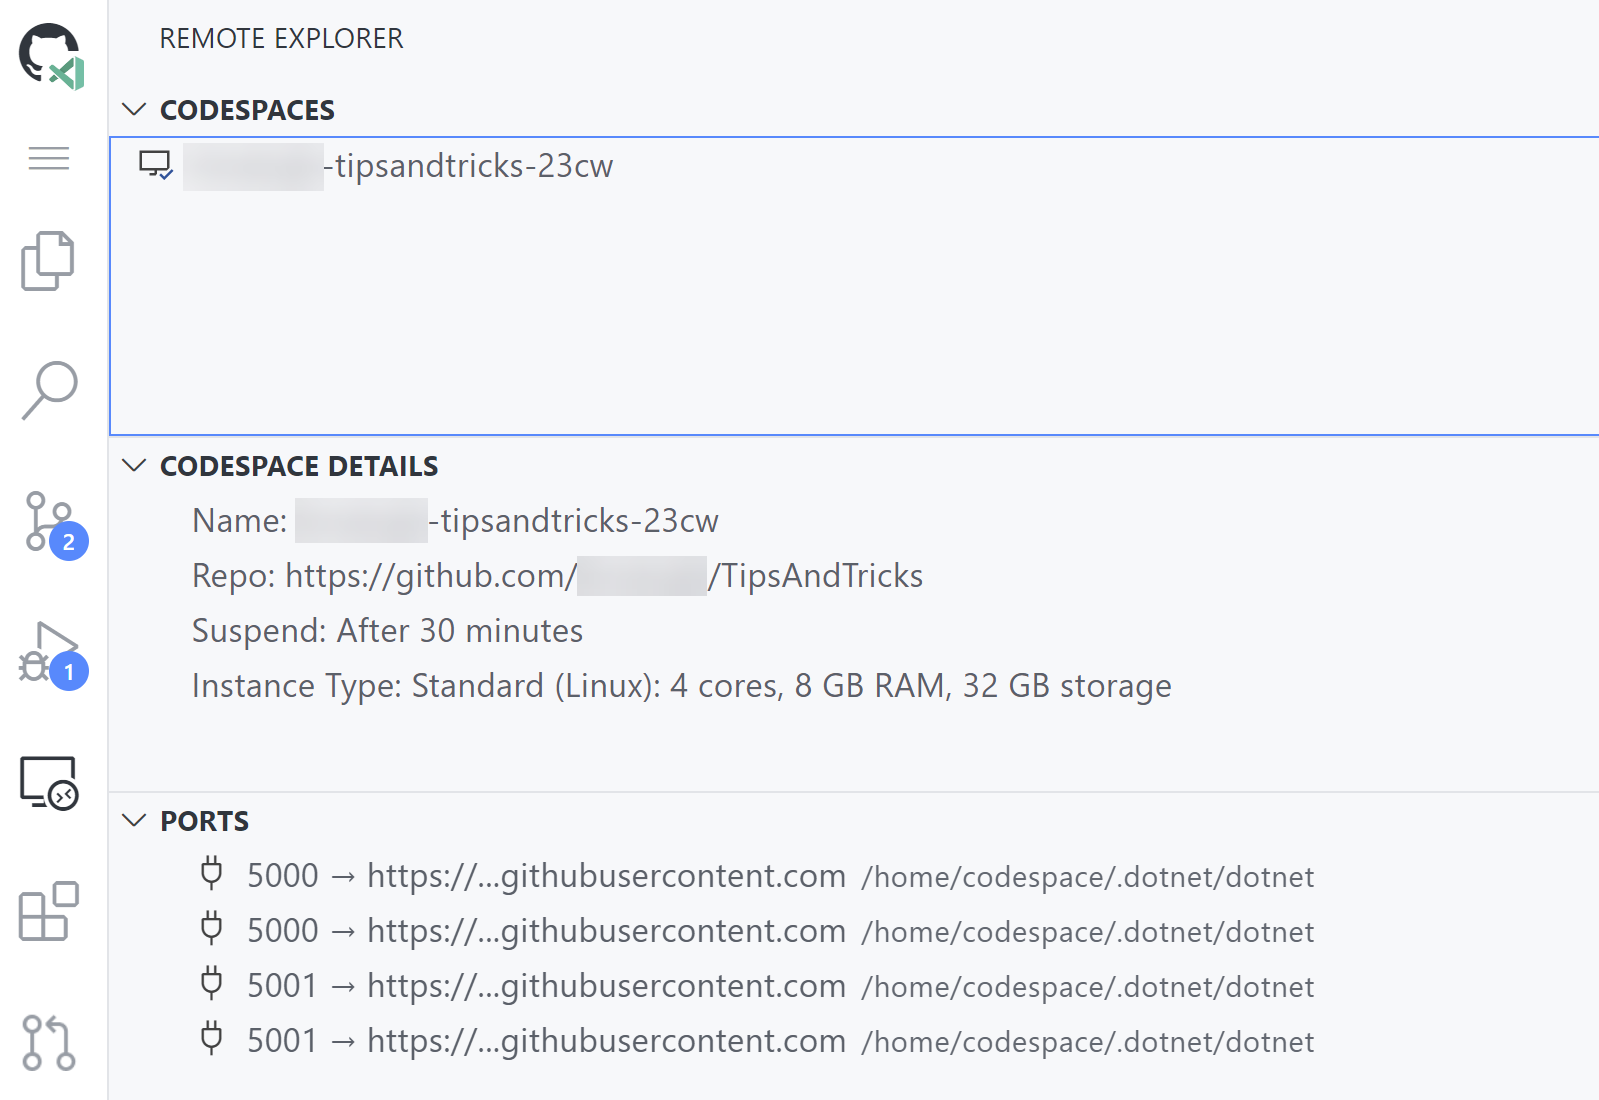 REMOTE EXPLORER
CODESPACES
-tipsandtricks-23cw
CODESPACE DETAILS
Name: -tipsandtricks-23cw
Repo: https://github.com/ /TipsAndTricks
Suspend: After 30 minutes
Instance Type: Standard (Linux): 4 cores, 8 GB RAM, 32 GB storage
PORTS
5000 → https://...githubusercontent.com /home/codespace/.dotnet/dotnet
5000 → https://...githubusercontent.com /home/codespace/.dotnet/dotnet
5001 → https://...githubusercontent.com /home/codespace/.dotnet/dotnet
5001 → https://...githubusercontent.com /home/codespace/.dotnet/dotnet
2
1